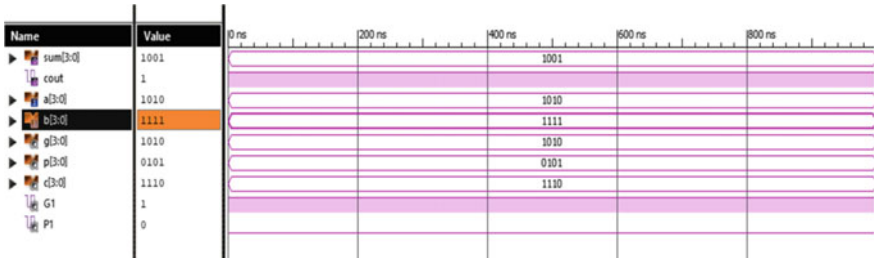 Name Value 0 ns 200 ns 400 ns 600 ns 800 ns
sum[3:0] 1001 1001
cout 1
a[3:0] 1010 1010
b[3:0] 1111 1111
g[3:0] 1010 1010
p[3:0] 0101 0101
c[3:0] 1110 1110
G1 1
P1 0